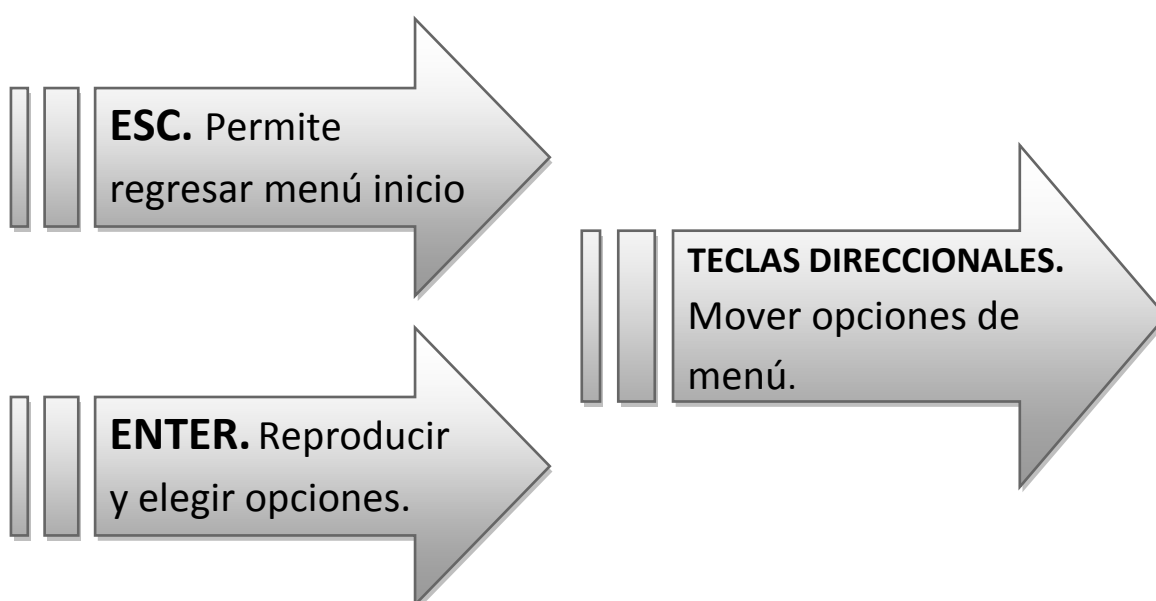 ESC. Permite
regresar menú inicio
ENTER. Reproducir
y elegir opciones.
TECLAS DIRECCIONALES.
Mover opciones de
menú.